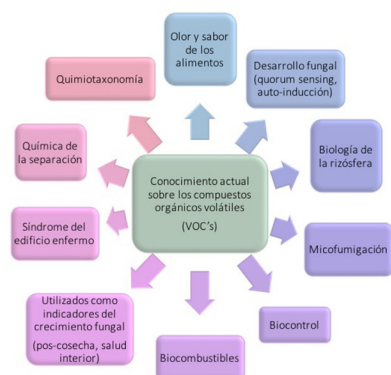 Olor y sabor
de los
alimentos
Desarrollo fungal
(quorum sensing,
auto-inducción)
Biología de
la rizósfera
Micofumigación
Biocontrol
Biocombustibles
Utilizados como
indicadores del
crecimiento fungal
(pos-cosecha, salud
interior)
Síndrome del
edificio enfermo
Química de
la separación
Quimiotaxonomía
Conocimiento actual
sobre los compuestos
orgánicos volátiles
(VOC's)